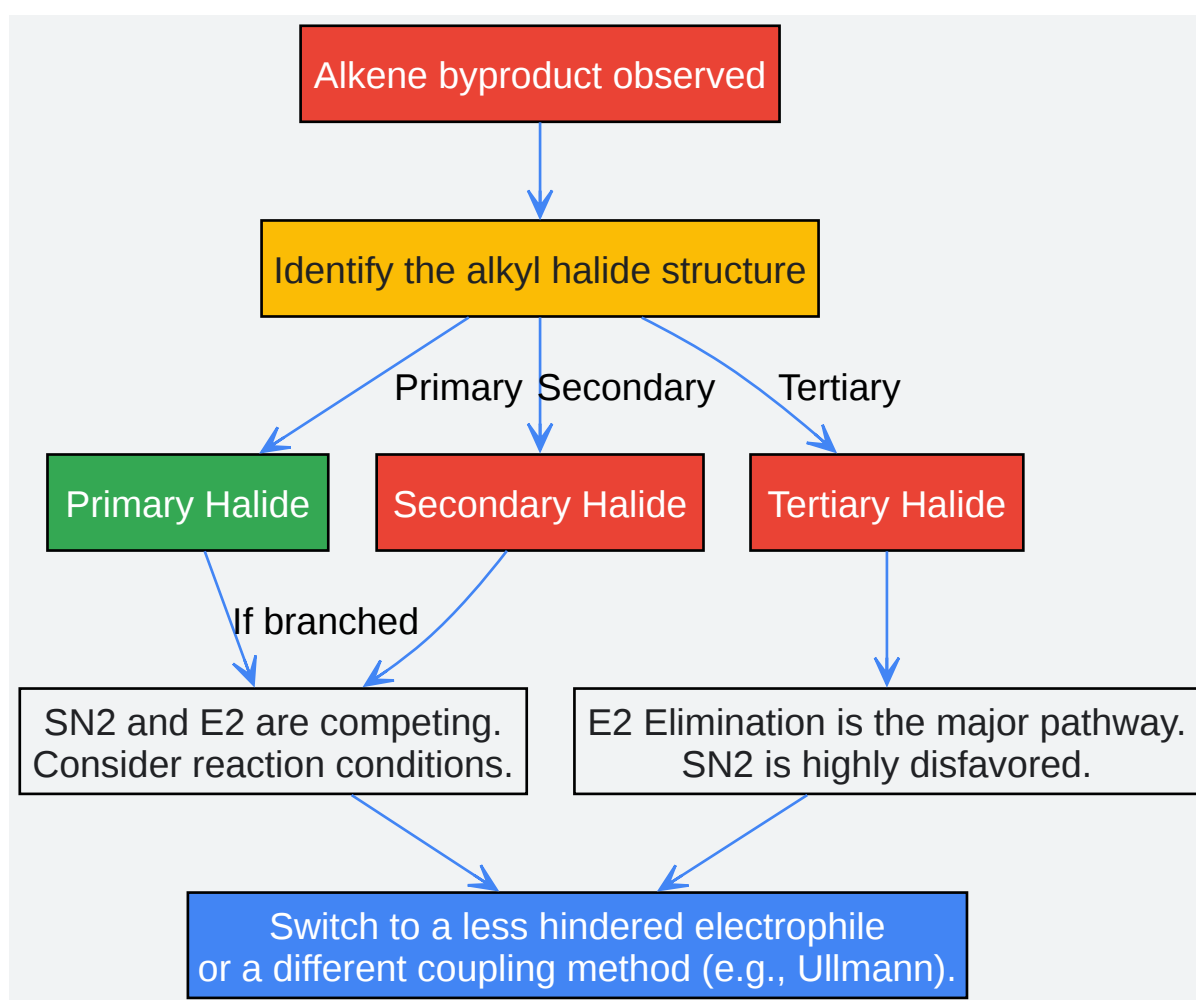 Alkene byproduct observed
Identify the alkyl halide structure
Primary
Secondary
Tertiary
Primary Halide
Secondary Halide
Tertiary Halide
If branched
SN2 and E2 are competing.
Consider reaction conditions.
E2 Elimination is the major pathway.
SN2 is highly disfavored.
Switch to a less hindered electrophile
or a different coupling method (e.g., Ullmann).